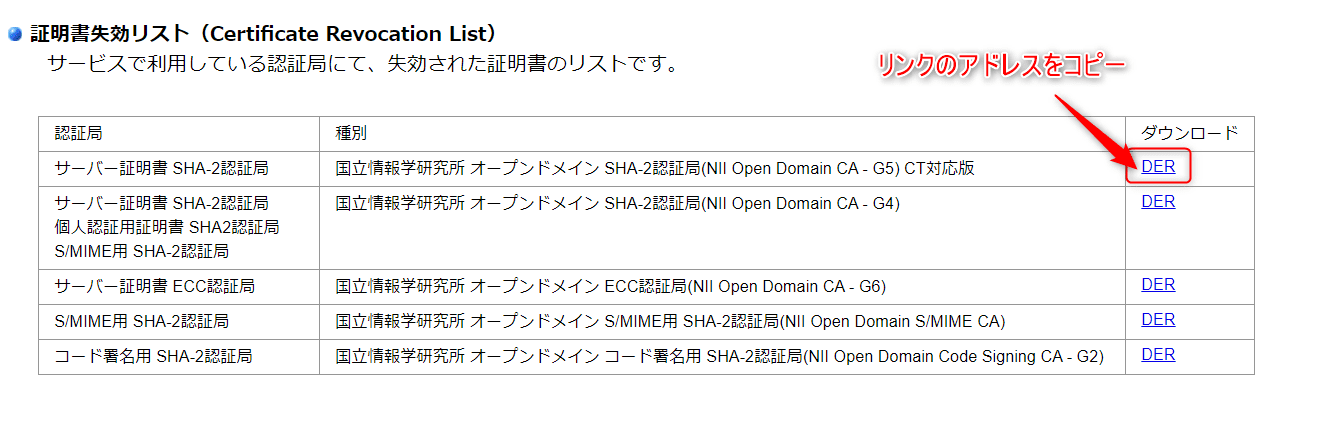 証明書失効リスト（Certificate Revocation List）
サービスで利用している認証局にて、失効された証明書のリストです。
リンクのアドレスをコピー
認証局 種別 ダウンロード
サーバー証明書 SHA-2認証局 国立情報学研究所 オープンドメイン SHA-2認証局(NII Open Domain CA - G5) CT対応版 DER
サーバー証明書 SHA-2認証局 国立情報学研究所 オープンドメイン SHA-2認証局(NII Open Domain CA - G4) DER
個人認証用証明書 SHA2認証局
S/MIME用 SHA-2認証局
サーバー証明書 ECC認証局 国立情報学研究所 オープンドメイン ECC認証局(NII Open Domain CA - G6) DER
S/MIME用 SHA-2認証局 国立情報学研究所 オープンドメイン S/MIME用 SHA-2認証局(NII Open Domain S/MIME CA) DER
コード署名用 SHA-2認証局 国立情報学研究所 オープンドメイン コード署名用 SHA-2認証局(NII Open Domain Code Signing CA - G2) DER